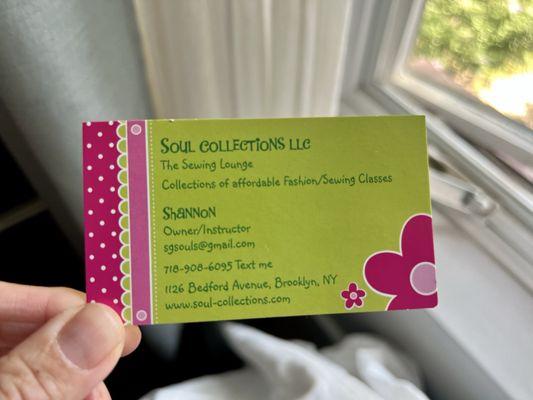 Soul Collections LLC
The Sewing Lounge
Collections of affordable Fashion/Sewing Classes
Shannon
Owner/Instructor
sgsouls@gmail.com
718-908-6095 Text me
1126 Bedford Avenue, Brooklyn, NY
www.soul-collections.com